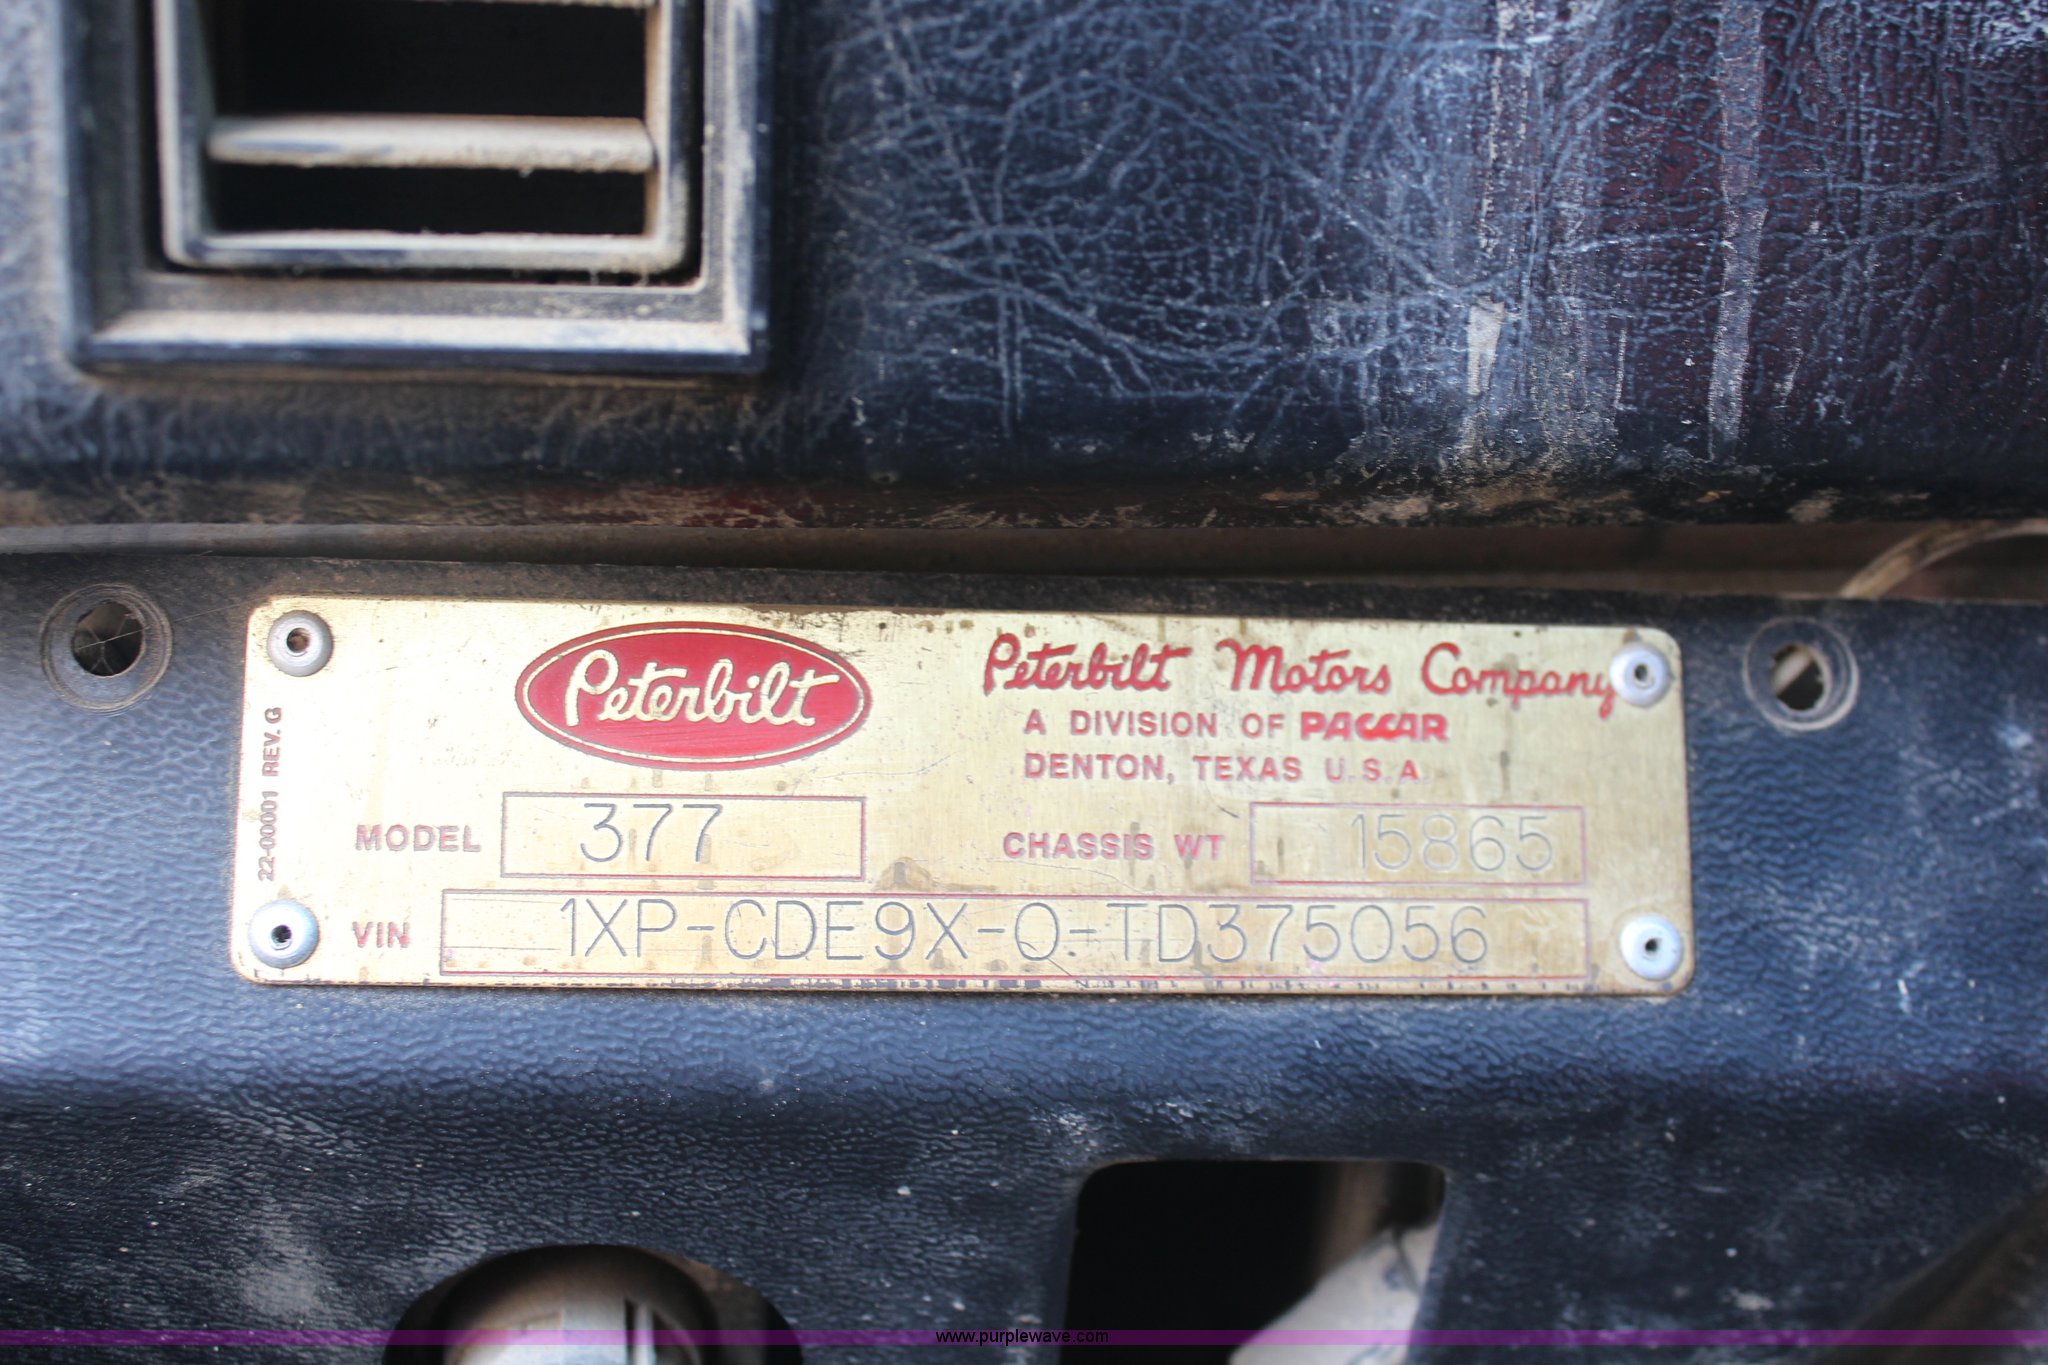 Peterbilt
Peterbilt Motors Company
A DIVISION OF PACCAR
DENTON, TEXAS U.S.A.
22-00001 REV. G
MODEL 377
CHASSIS WT 15865
VIN 1XP-CDE9X-0-TD375056
www.purplewave.com